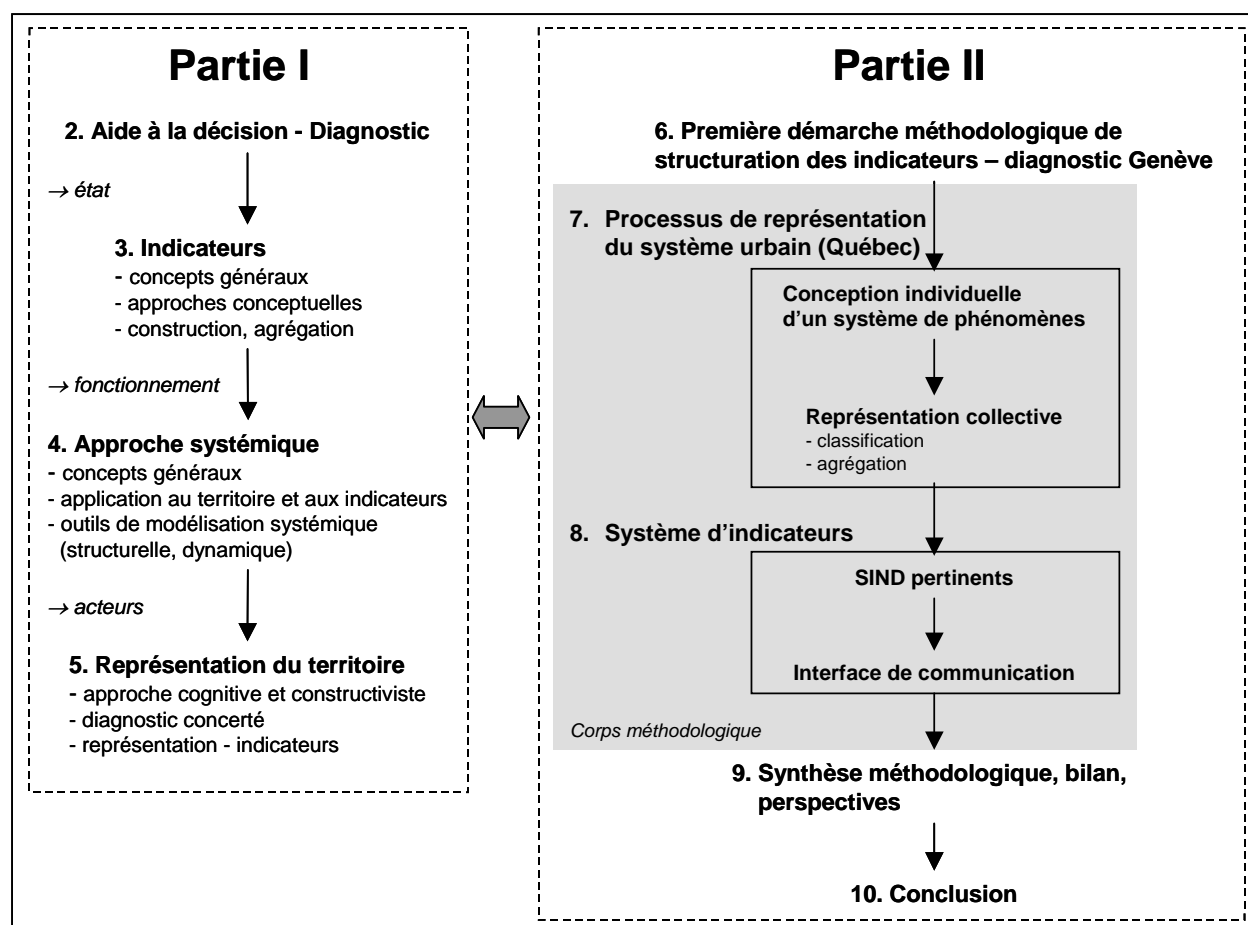 Partie I
2. Aide à la décision - Diagnostic
→ état
3. Indicateurs
- concepts généraux
- approches conceptuelles
- construction, agrégation
→ fonctionnement
4. Approche systémique
- concepts généraux
- application au territoire et aux indicateurs
- outils de modélisation systémique
(structurelle, dynamique)
→ acteurs
5. Représentation du territoire
- approche cognitive et constructiviste
- diagnostic concerté
- représentation - indicateurs
Partie II
6. Première démarche méthodologique de
structuration des indicateurs – diagnostic Genève
7. Processus de représentation
du système urbain (Québec)
Conception individuelle
d'un système de phénomènes
Représentation collective
- classification
- agrégation
8. Système d'indicateurs
SIND pertinents
Interface de communication
Corps méthodologique
9. Synthèse méthodologique, bilan,
perspectives
10. Conclusion